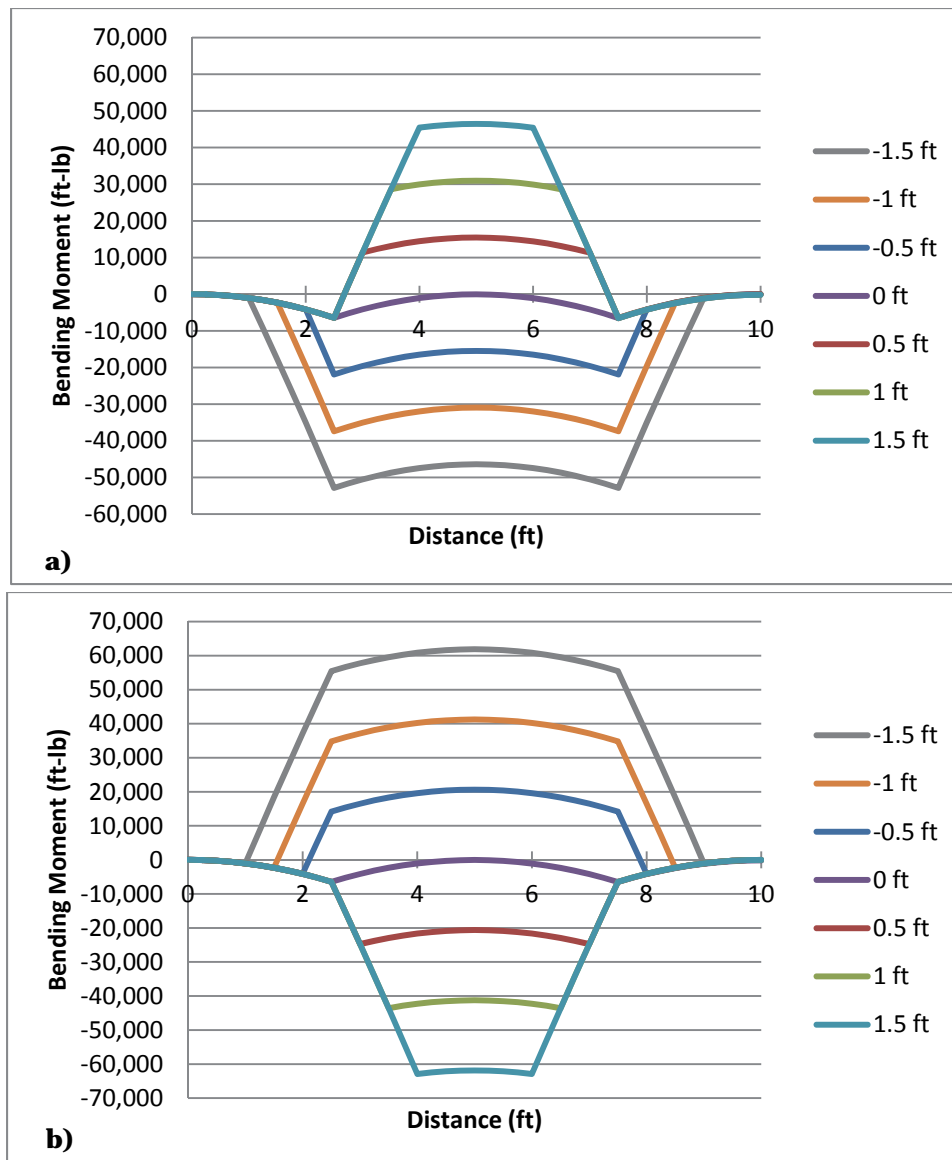 70,000
60,000
50,000
40,000
30,000
20,000
10,000
0
-10,000
-20,000
-30,000
-40,000
-50,000
-60,000
Bending Moment (ft-lb)
0 2 4 6 8 10
Distance (ft)
-1.5 ft
-1 ft
-0.5 ft
0 ft
0.5 ft
1 ft
1.5 ft
a)
70,000
60,000
50,000
40,000
30,000
20,000
10,000
0
-10,000
-20,000
-30,000
-40,000
-50,000
-60,000
-70,000
Bending Moment (ft-lb)
0 2 4 6 8 10
Distance (ft)
-1.5 ft
-1 ft
-0.5 ft
0 ft
0.5 ft
1 ft
1.5 ft
b)